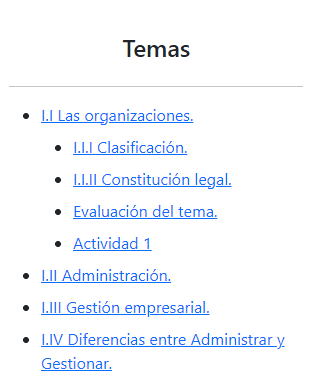 Temas
I.I Las organizaciones.
I.I.I Clasificación.
I.I.II Constitución legal.
Evaluación del tema.
Actividad 1
I.II Administración.
I.III Gestión empresarial.
I.IV Diferencias entre Administrar y
Gestionar.